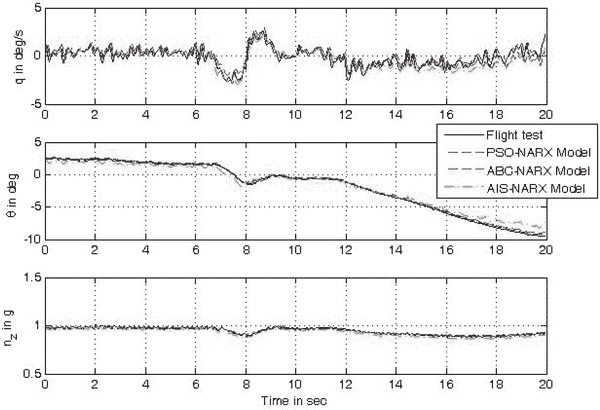 5
0
-5
q in deg/s
0 2 4 6 8 10 12 14 16 18 20
Flight test
PSO-NARX Model
ABC-NARX Model
AIS-NARX Model
5
0
-5
-10
θ in deg
0 2 4 6 8 10 12 14 16 18 20
1.5
1
0.5
nz in g
0 2 4 6 8 10 12 14 16 18 20
Time in sec